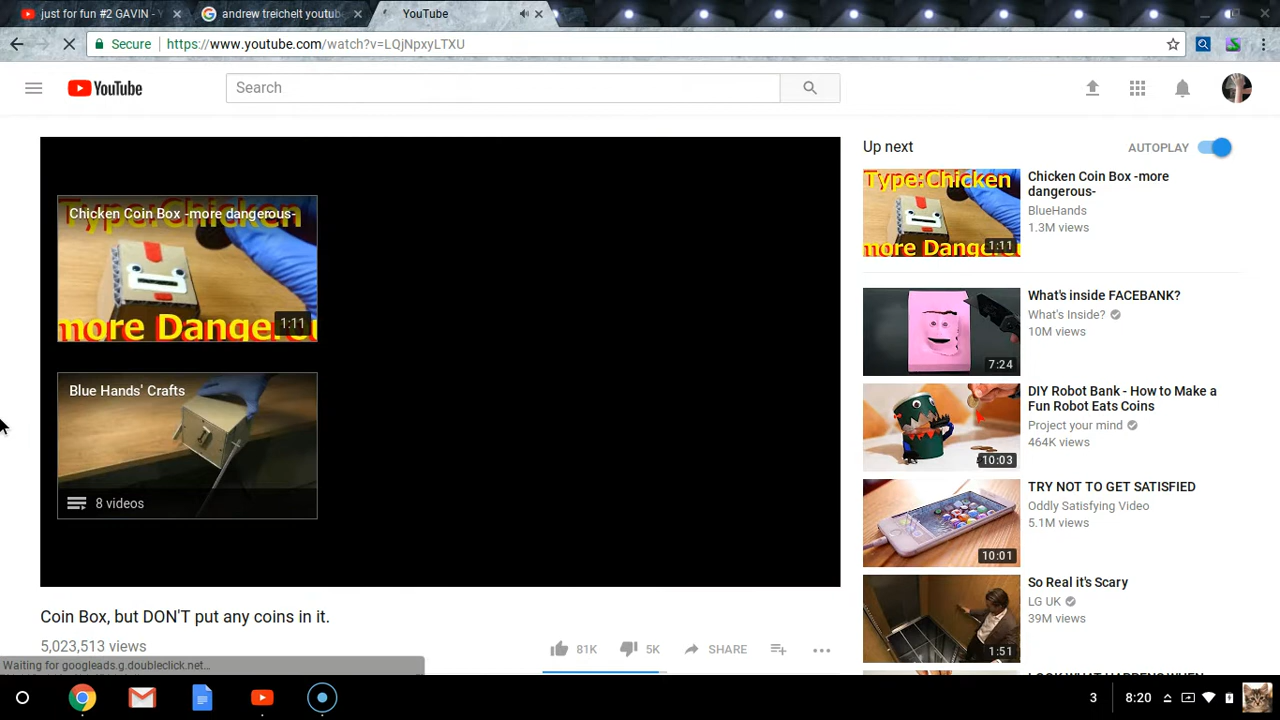 just for fun #2 GAVIN - Y
andrew treichelt youtub
YouTube
Secure
https://www.youtube.com/watch?v=LQjNpxyLTXU
YouTube
Search
Chicken Coin Box -more dangerous-
1:11
Blue Hands' Crafts
8 videos
Coin Box, but DON'T put any coins in it.
5,023,513 views
81K
5K
SHARE
Waiting for googleads.g.doubleclick.net...
Up next
AUTOPLAY
Type:Chicken
more Dangerou
1:11
Chicken Coin Box -more
dangerous-
BlueHands
1.3M views
7:24
What's inside FACEBANK?
What's Inside?
10M views
10:03
DIY Robot Bank - How to Make a
Fun Robot Eats Coins
Project your mind
464K views
10:01
TRY NOT TO GET SATISFIED
Oddly Satisfying Video
5.1M views
1:51
So Real it's Scary
LG UK
39M views
LOOK WHAT HAPPENS WHEN
3
8:20